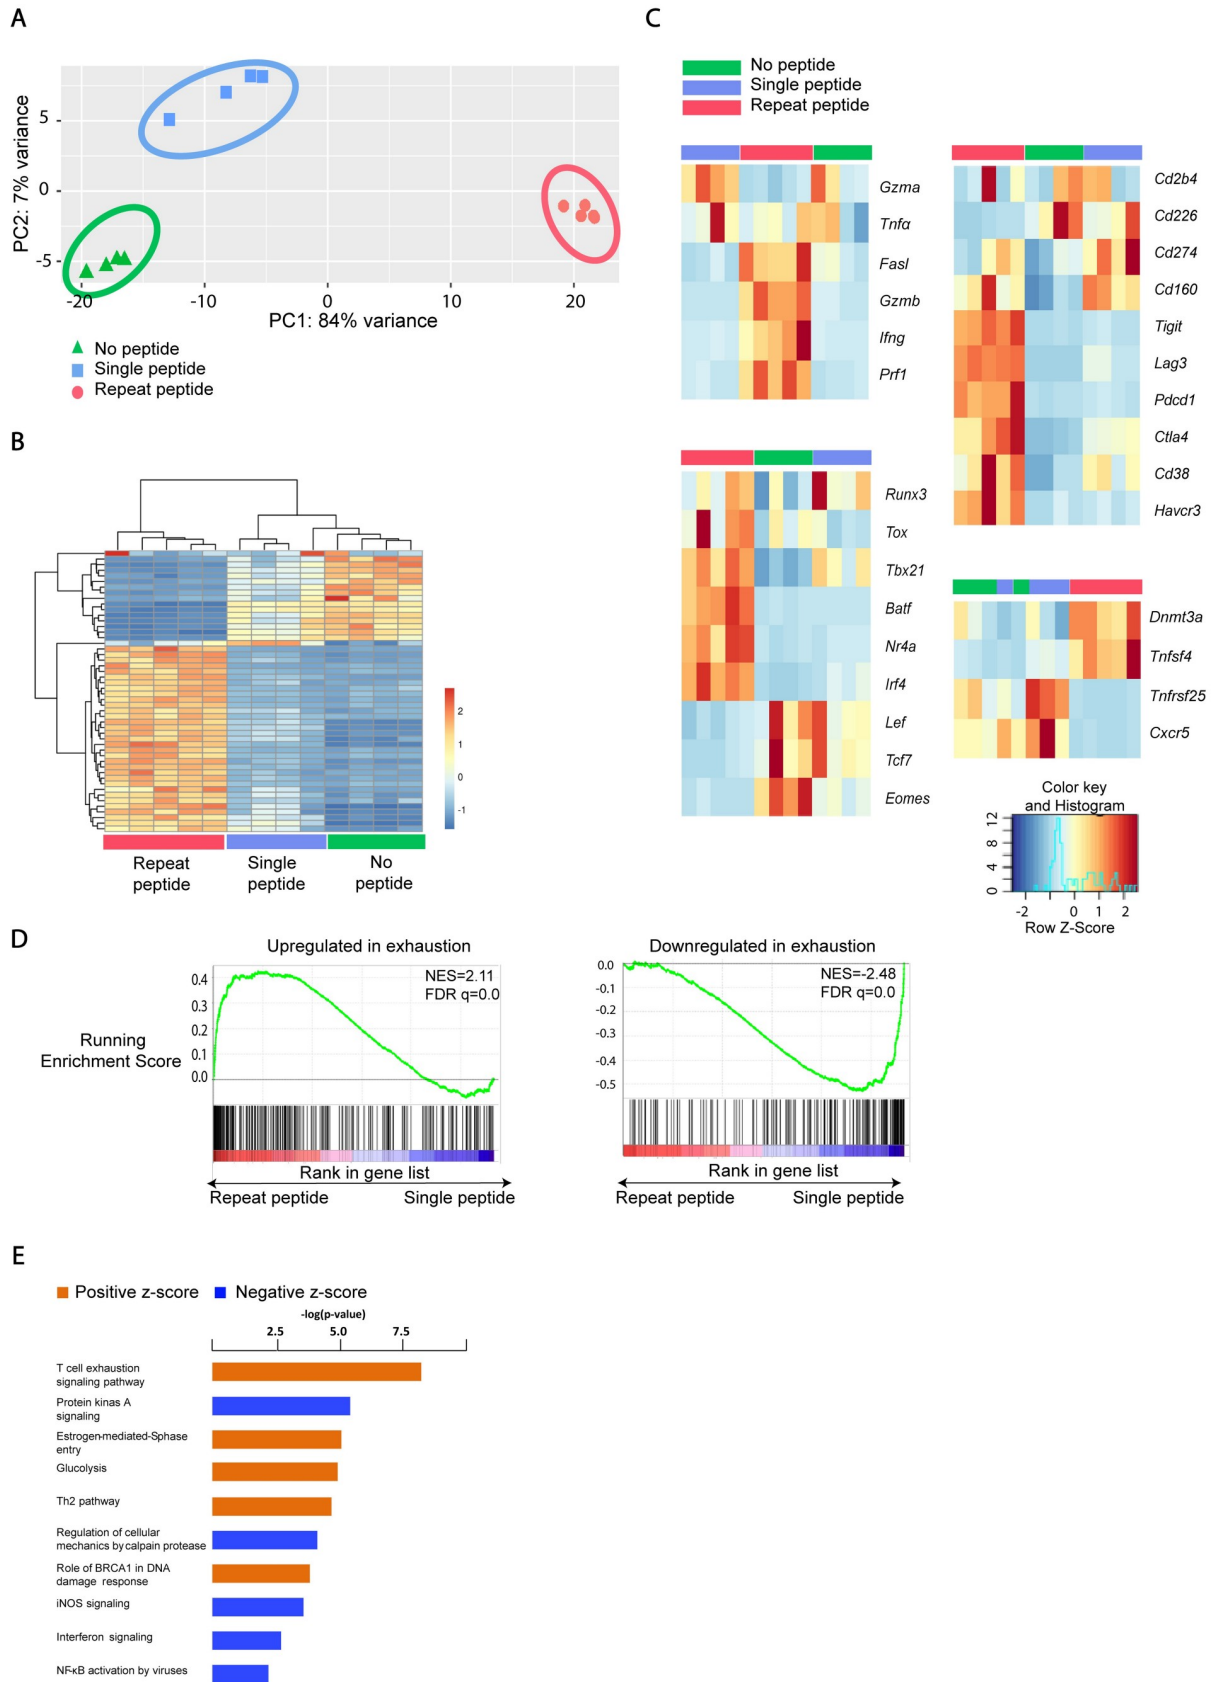 A
PC2: 7% variance
5
0
-5
-20
-10
0
10
20
PC1: 84% variance
No peptide
Single peptide
Repeat peptide
B
2
1
0
-1
Repeat
peptide
Single
peptide
No
peptide
C
No peptide
Single peptide
Repeat peptide
Gzma
Tnfα
Fasl
Gzmb
Ifng
Prf1
Cd2b4
Cd226
Cd274
Cd160
Tigit
Lag3
Pdcd1
Ctla4
Cd38
Havcr3
Runx3
Tox
Tbx21
Batf
Nr4a
Irf4
Lef
Tcf7
Eomes
Dnmt3a
Tnfsf4
Tnfrsf25
Cxcr5
Color key
and Histogram
12
8
4
0
-2
0
1
2
Row Z-Score
D
Running
Enrichment Score
Upregulated in exhaustion
NES=2.11
FDR q=0.0
0.4
0.3
0.2
0.1
0.0
Rank in gene list
Repeat peptide
Single peptide
Downregulated in exhaustion
NES=-2.48
FDR q=0.0
0.0
-0.1
-0.2
-0.3
-0.4
-0.5
Rank in gene list
Repeat peptide
Single peptide
E
Positive z-score
Negative z-score
-log(p-value)
2.5
5.0
7.5
T cell exhaustion
signaling pathway
Protein kinas A
signaling
Estrogen-mediated-Sphase
entry
Glucolysis
Th2 pathway
Regulation of cellular
mechanics by calpain protease
Role of BRCA1 in DNA
damage response
iNOS signaling
Interferon signaling
NF-κB activation by viruses